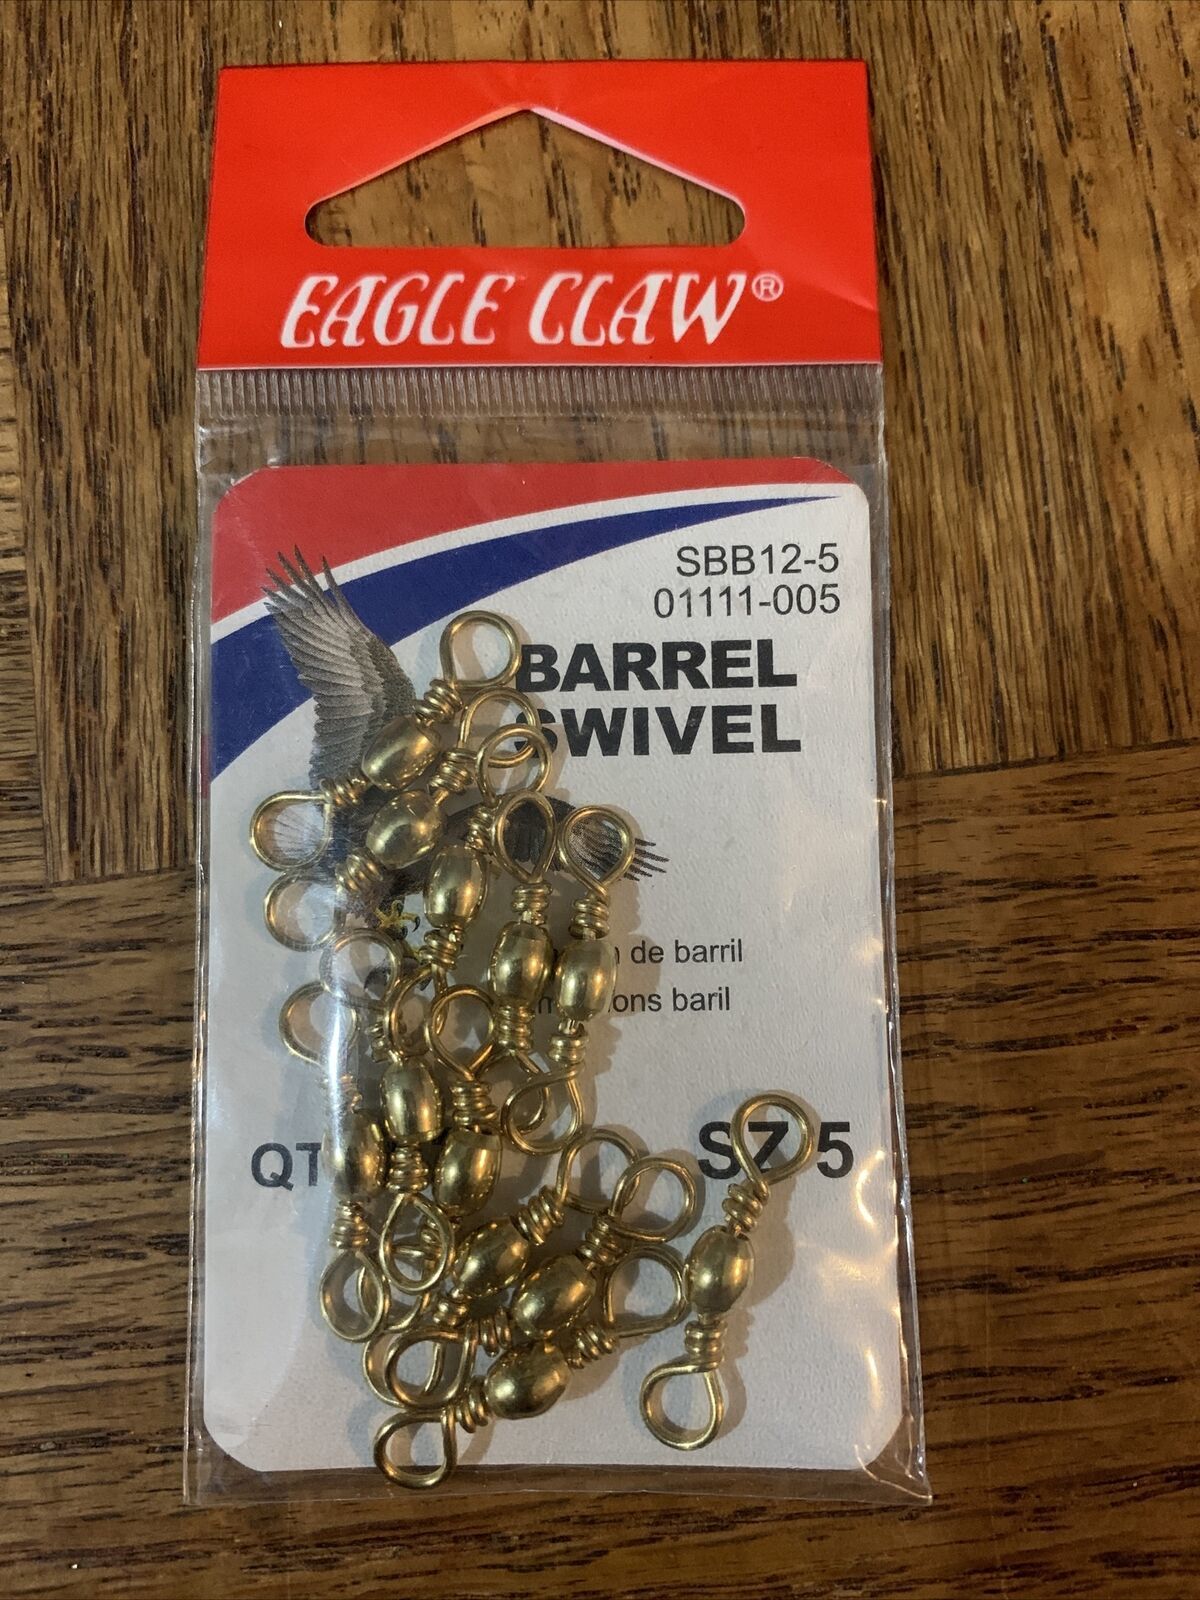 EAGLE CLAW®
SBB12-5
01111-005
BARREL
SWIVEL
de barril
baril
SZ 5